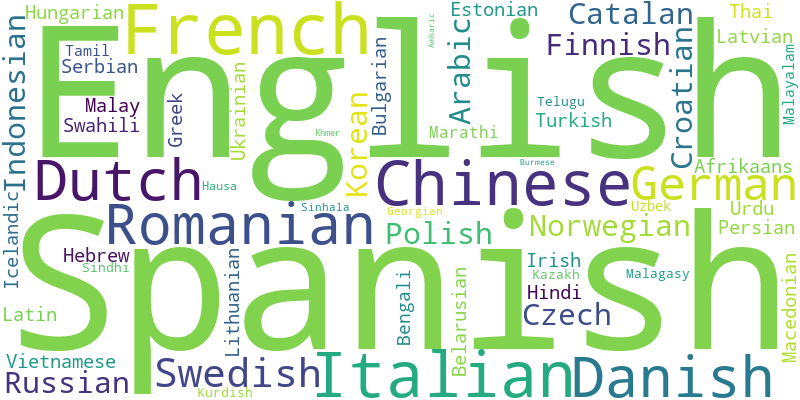 Hungarian
French
Estonian
Catalan
Thai
English
Tamil
Serbian
Finnish
Latvian
Indonesian
Malay
Swahili
Greek
Ukrainian
Khmer
Korean
Bulgarian
Amharic
Arabic
Marathi
Telugu
Turkish
Croatian
Malayalam
Dutch
Hausa
Chinese
Burmese
German
Afrikaans
Icelandic
Romanian
Sinhala
Georgian
Polish
Norwegian
Uzbek
Urdu
Persian
Spanish
Hebrew
Sindhi
Lithuanian
Bengali
Belarusian
Irish
Kazakh
Hindi
Malagasy
Czech
Macedonian
Latin
Vietnamese
Russian
Swedish
Kurdish
Italian
Danish